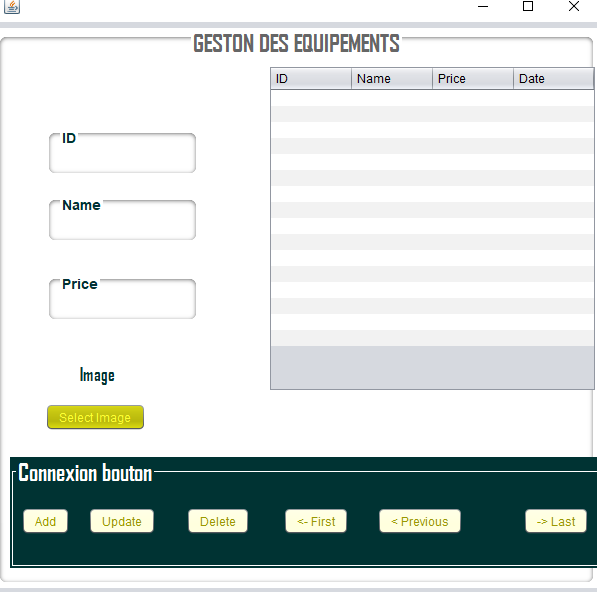 GESTON DES EQUIPEMENTS
ID Name Price Date
ID
Name
Price
Image
Select Image
Connexion bouton
Add Update Delete <- First < Previous -> Last